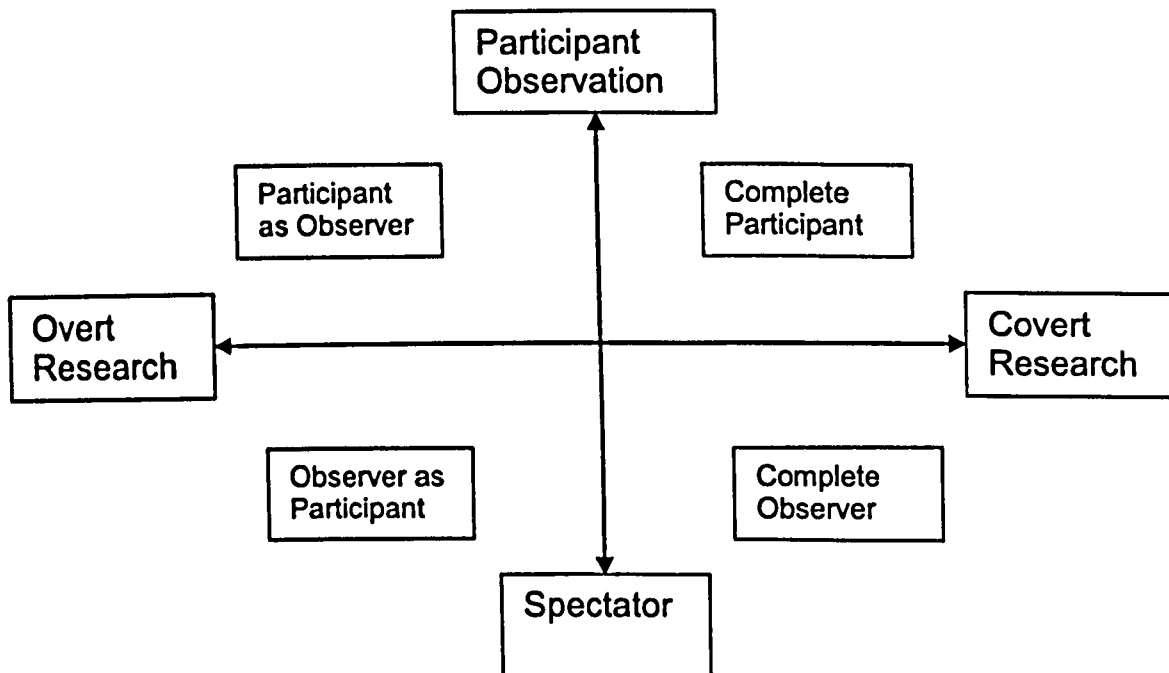 Participant
Observation
Participant
as Observer
Complete
Participant
Overt
Research
Covert
Research
Observer as
Participant
Complete
Observer
Spectator